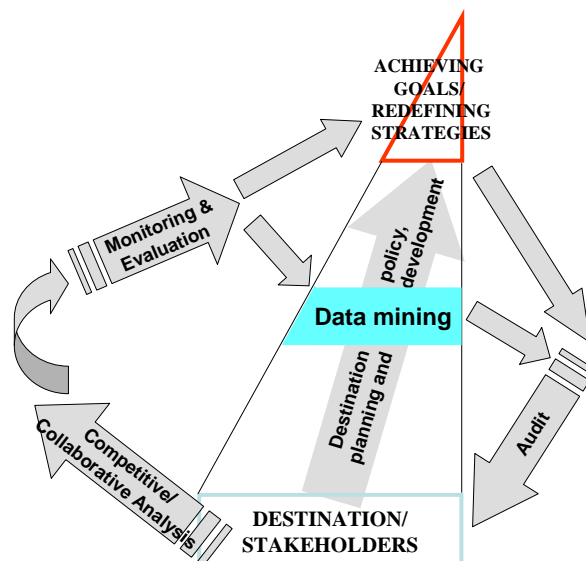 ACHIEVING
GOALS/
REDEFINING
STRATEGIES
Monitoring &
Evaluation
Destination policy,
planning and development
Data mining
Audit
Competitive/
Collaborative Analysis
DESTINATION/
STAKEHOLDERS